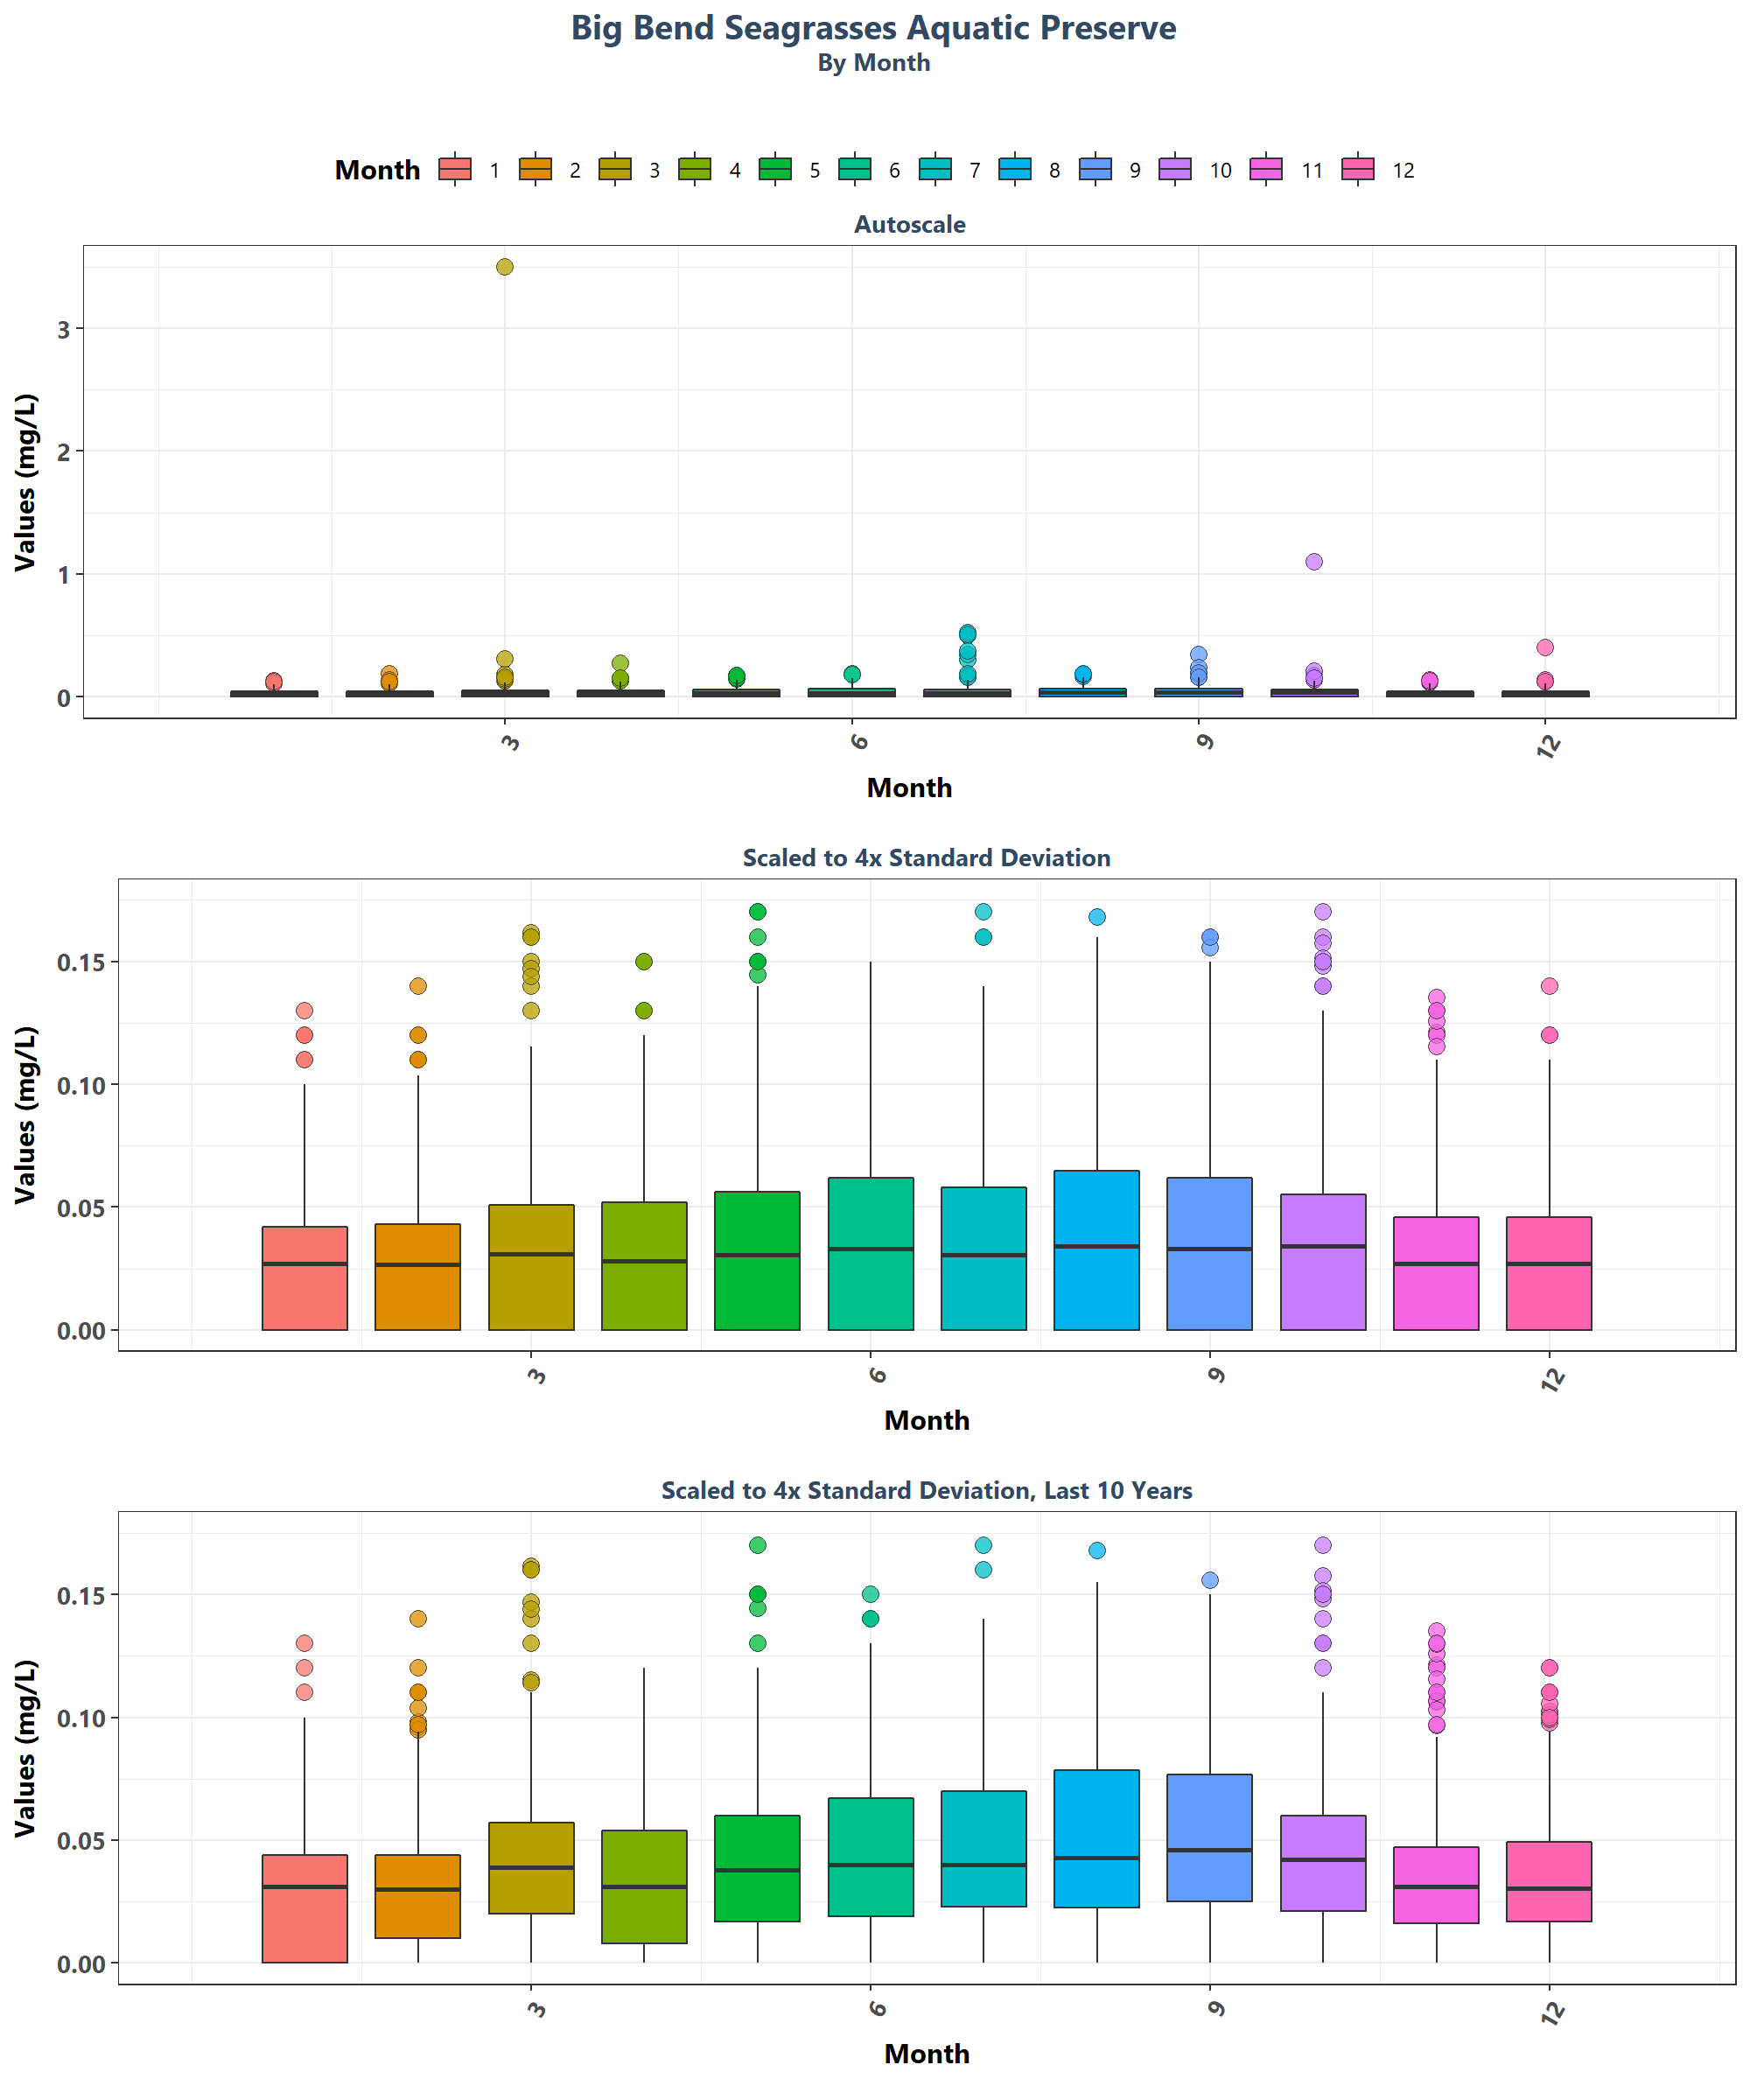 Big Bend Seagrasses Aquatic Preserve
By Month
Month 1 2 3 4 5 6 7 8 9 10 11 12
Autoscale
Values (mg/L)
3
2
1
0
3 6 9 12
Month
Scaled to 4x Standard Deviation
Values (mg/L)
0.15
0.10
0.05
0.00
3 6 9 12
Month
Scaled to 4x Standard Deviation, Last 10 Years
Values (mg/L)
0.15
0.10
0.05
0.00
3 6 9 12
Month